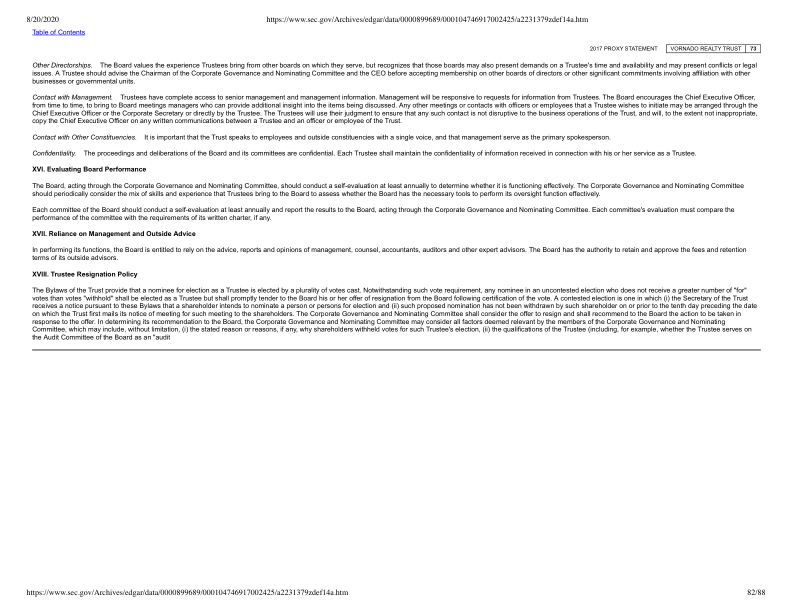 8/20/2020
https://www.sec.gov/Archives/edgar/data/0000899689/000104746917002425/a2231379zdef14a.htm
Table of Contents
2017 PROXY STATEMENT | VORNADO REALTY TRUST | 73
Other Directorships. The Board values the experience Trustees bring from other boards on which they serve, but recognizes that those boards may also present demands on a Trustee's time and availability and may present conflicts or legal
issues. A Trustee should advise the Chairman of the Corporate Governance and Nominating Committee and the CEO before accepting membership on other boards of directors or other significant commitments involving affiliation with other
businesses or governmental units.
Contact with Management. Trustees have complete access to senior management and management information. Management will be responsive to requests for information from Trustees. The Board encourages the Chief Executive Officer,
from time to time, to bring to Board meetings managers who can provide additional insight into the items being discussed. Any other meetings or contacts with officers or employees that a Trustee wishes to initiate may be arranged through the
Chief Executive Officer or the Corporate Secretary or directly by the Trustee. The Trustees will use their judgment to ensure that any such contact is not disruptive to the business operations of the Trust, and will, to the extent not inappropriate,
copy the Chief Executive Officer on any written communications between a Trustee and an officer or employee of the Trust.
Contact with Other Constituencies. It is important that the Trust speaks to employees and outside constituencies with a single voice, and that management serve as the primary spokesperson.
Confidentiality. The proceedings and deliberations of the Board and its committees are confidential. Each Trustee shall maintain the confidentiality of information received in connection with his or her service as a Trustee.
XVI. Evaluating Board Performance
The Board, acting through the Corporate Governance and Nominating Committee, should conduct a self-evaluation at least annually to determine whether it is functioning effectively. The Corporate Governance and Nominating Committee
should periodically consider the mix of skills and experience that Trustees bring to the Board to assess whether the Board has the necessary tools to perform its oversight function effectively.
Each committee of the Board should conduct a self-evaluation at least annually and report the results to the Board, acting through the Corporate Governance and Nominating Committee. Each committee's evaluation must compare the
performance of the committee with the requirements of its written charter, if any.
XVII. Reliance on Management and Outside Advice
In performing its functions, the Board is entitled to rely on the advice, reports and opinions of management, counsel, accountants, auditors and other expert advisors. The Board has the authority to retain and approve the fees and retention
terms of its outside advisors.
XVIII. Trustee Resignation Policy
The Bylaws of the Trust provide that a nominee for election as a Trustee is elected by a plurality of votes cast. Notwithstanding such vote requirement, any nominee in an uncontested election who does not receive a greater number of "for"
votes than votes "withhold" shall be elected as a Trustee but shall promptly tender to the Board his or her offer of resignation from the Board following certification of the vote. A contested election is one in which (i) the Secretary of the Trust
receives a notice pursuant to these Bylaws that a shareholder intends to nominate a person or persons for election and (ii) such proposed nomination has not been withdrawn by such shareholder on or prior to the tenth day preceding the date
on which the Trust first mails its notice of meeting for such meeting to the shareholders. The Corporate Governance and Nominating Committee shall consider the offer to resign and shall recommend to the Board the action to be taken in
response to the offer. In determining its recommendation to the Board, the Corporate Governance and Nominating Committee may consider all factors deemed relevant by the members of the Corporate Governance and Nominating
Committee, which may include, without limitation, (i) the stated reason or reasons, if any, why shareholders withheld votes for such Trustee's election, (ii) the qualifications of the Trustee (including, for example, whether the Trustee serves on
the Audit Committee of the Board as an "audit
https://www.sec.gov/Archives/edgar/data/0000899689/000104746917002425/a2231379zdef14a.htm
82/88